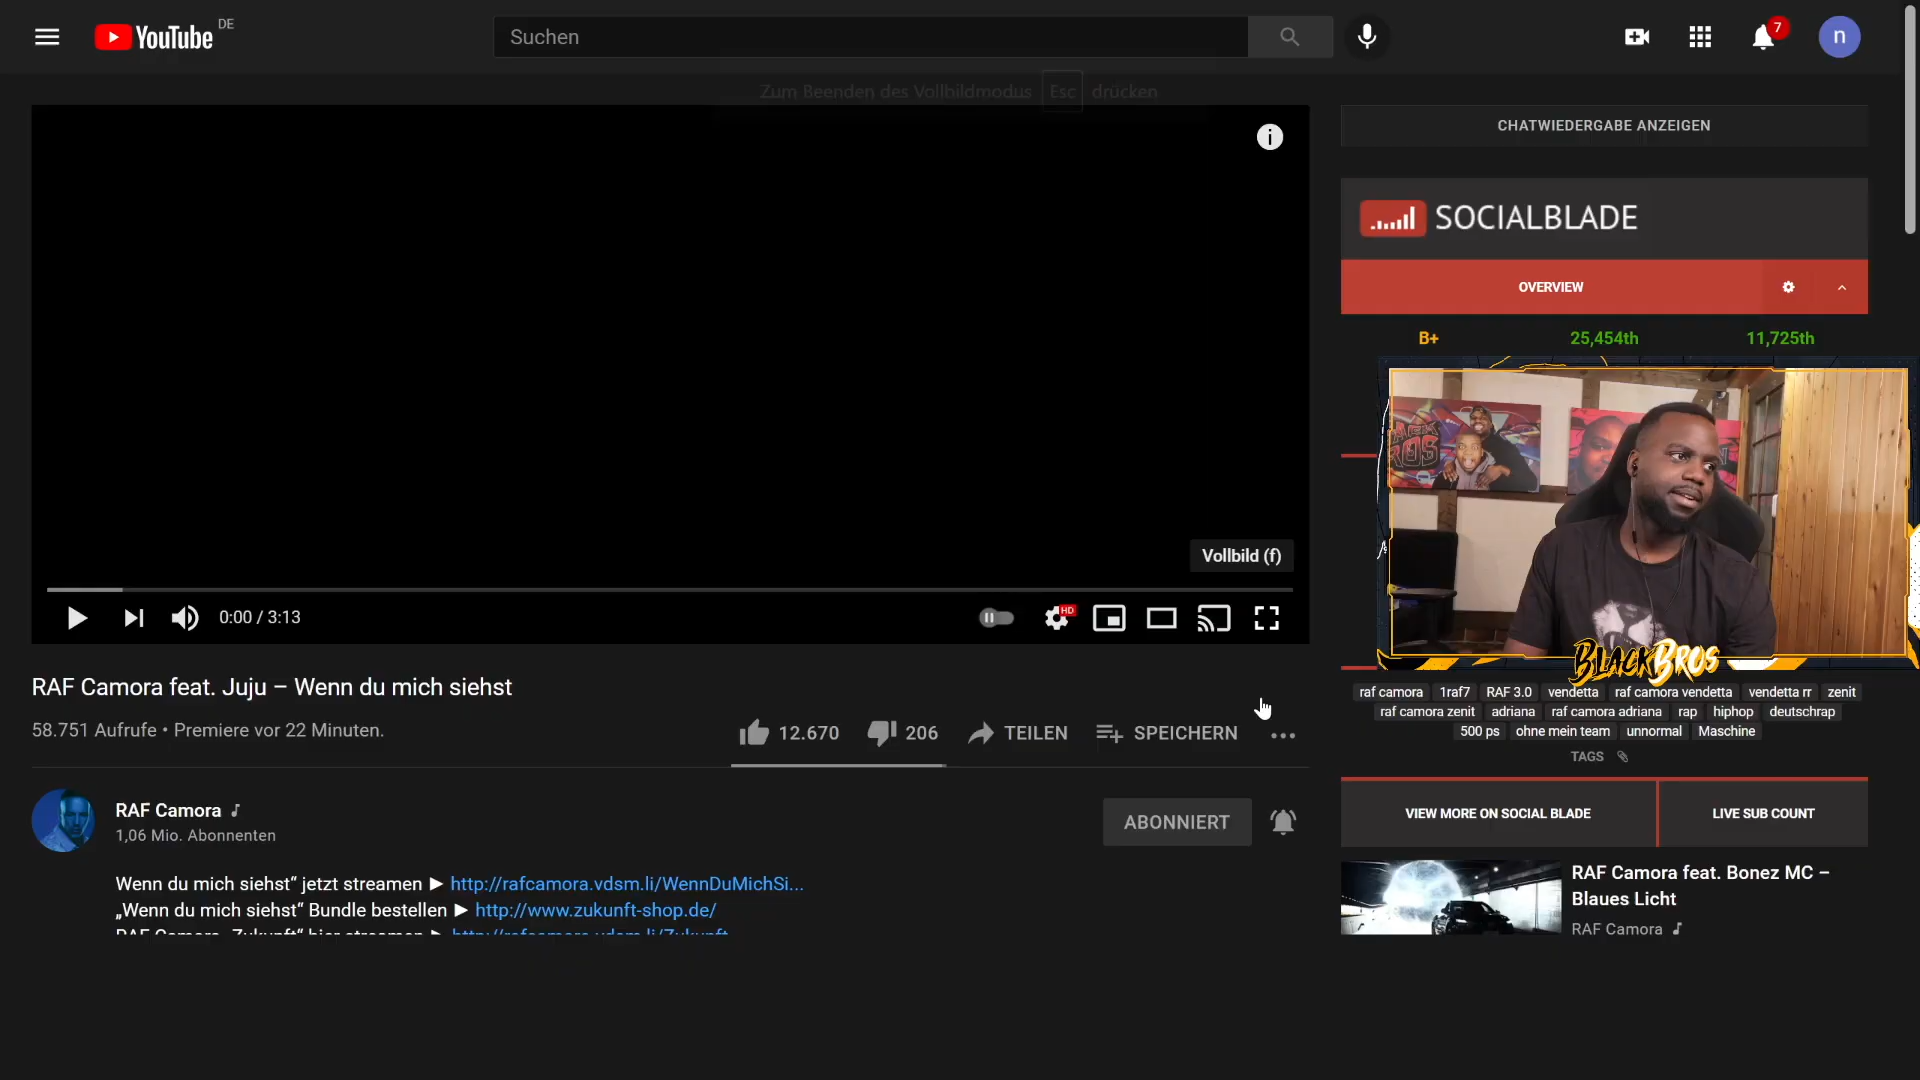 YouTube DE
Suchen
7
n
Zum Beenden des Vollbildmodus Esc drücken
CHATWIEDERGABE ANZEIGEN
SOCIALBLADE
OVERVIEW
B+ 25,454th 11,725th
Vollbild (f)
0:00 / 3:13
HD
BLACKBROS
RAF Camora feat. Juju – Wenn du mich siehst
58.751 Aufrufe • Premiere vor 22 Minuten.
12.670 206 TEILEN SPEICHERN
raf camora 1raf7 RAF 3.0 vendetta raf camora vendetta vendetta rr zenit
raf camora zenit adriana raf camora adriana rap hiphop deutschrap
500 ps ohne mein team unnormal Maschine
TAGS
VIEW MORE ON SOCIAL BLADE LIVE SUB COUNT
RAF Camora
1,06 Mio. Abonnenten
ABONNIERT
Wenn du mich siehst“ jetzt streamen ► http://rafcamora.vdsm.li/WennDuMichSi...
„Wenn du mich siehst“ Bundle bestellen ► http://www.zukunft-shop.de/
RAF Camora „Zukunft“ hier streamen ► http://rafcamora.vdsm.li/Zukunft
RAF Camora feat. Bonez MC –
Blaues Licht
RAF Camora